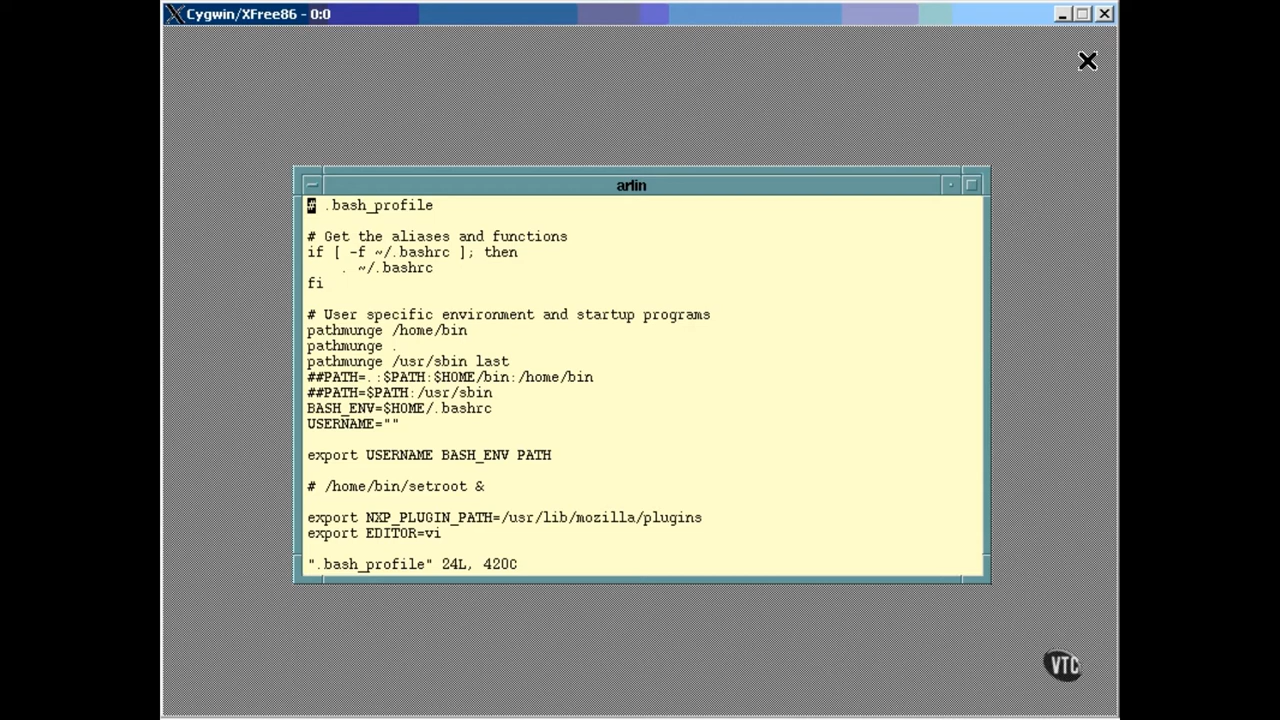 Cygwin/XFree86 - 0:0
arlin
# .bash_profile
# Get the aliases and functions
if [ -f ~/.bashrc ]; then
. ~/.bashrc
fi
# User specific environment and startup programs
pathmunge /home/bin
pathmunge .
pathmunge /usr/sbin last
##PATH=.:$PATH:$HOME/bin:/home/bin
##PATH=$PATH:/usr/sbin
BASH_ENV=$HOME/.bashrc
USERNAME=""
export USERNAME BASH_ENV PATH
# /home/bin/setroot &
export NXP_PLUGIN_PATH=/usr/lib/mozilla/plugins
export EDITOR=vi
".bash_profile" 24L, 420C
VTC